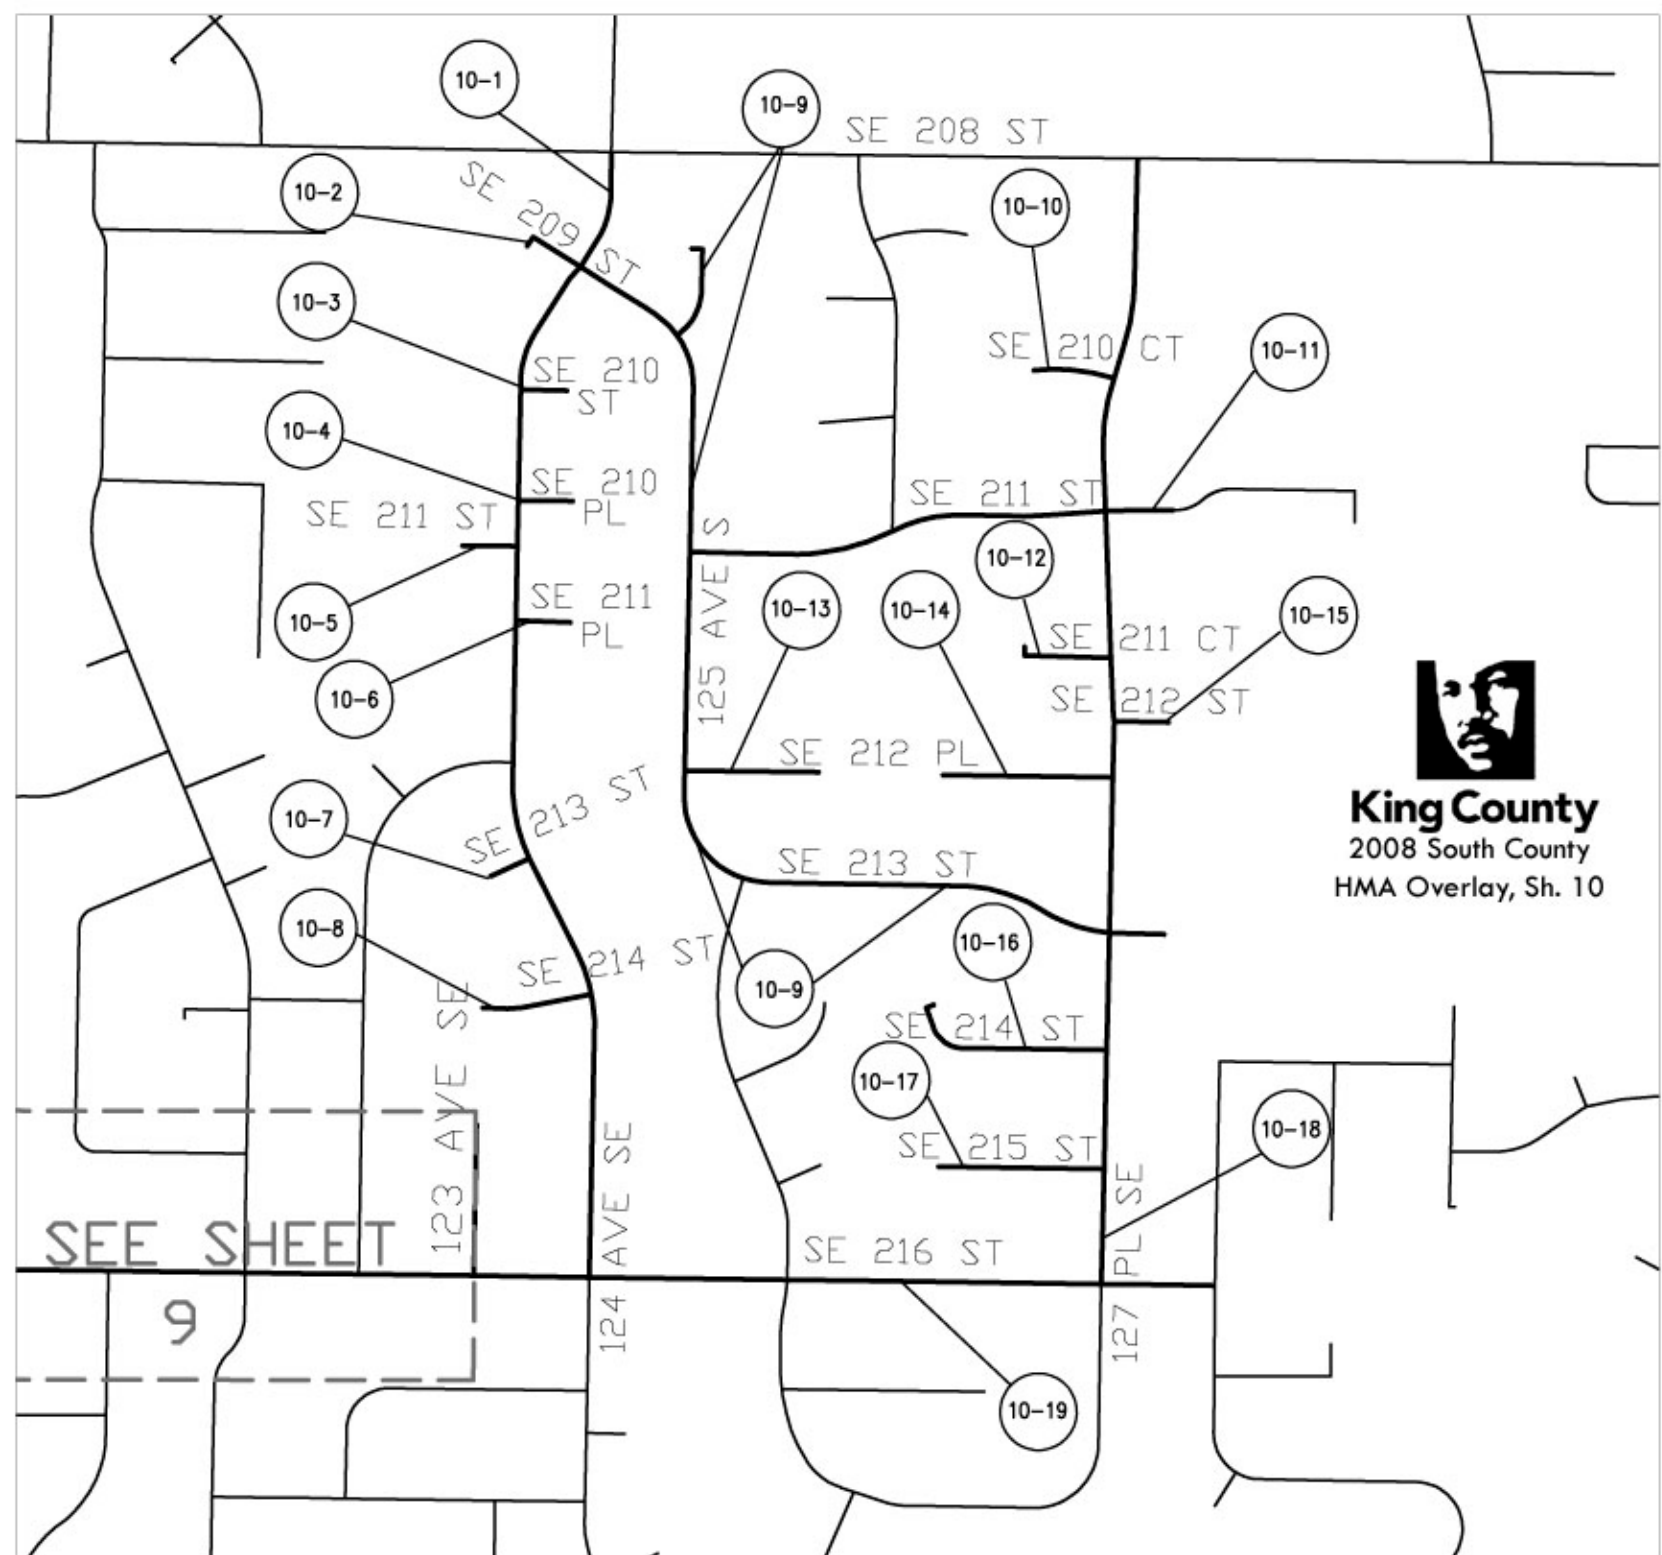 10-1
10-9
SE 208 ST
10-2
SE 209 ST
10-10
10-3
SE 210 CT
10-11
SE 210
ST
10-4
SE 210
PL
SE 211 ST
SE 211 ST
125 AVE S
10-12
10-5
SE 211
PL
10-13
10-14
10-15
SE 211 CT
10-6
SE 212 ST
SE 212 PL
King County
2008 South County
HMA Overlay, Sh. 10
10-7
SE 213 ST
SE 213 ST
10-8
SE 214 ST
10-16
10-9
SE 214 ST
123 AVE SE
10-17
10-18
SE 215 ST
SEE SHEET
9
124 AVE SE
SE 216 ST
127 PL SE
10-19